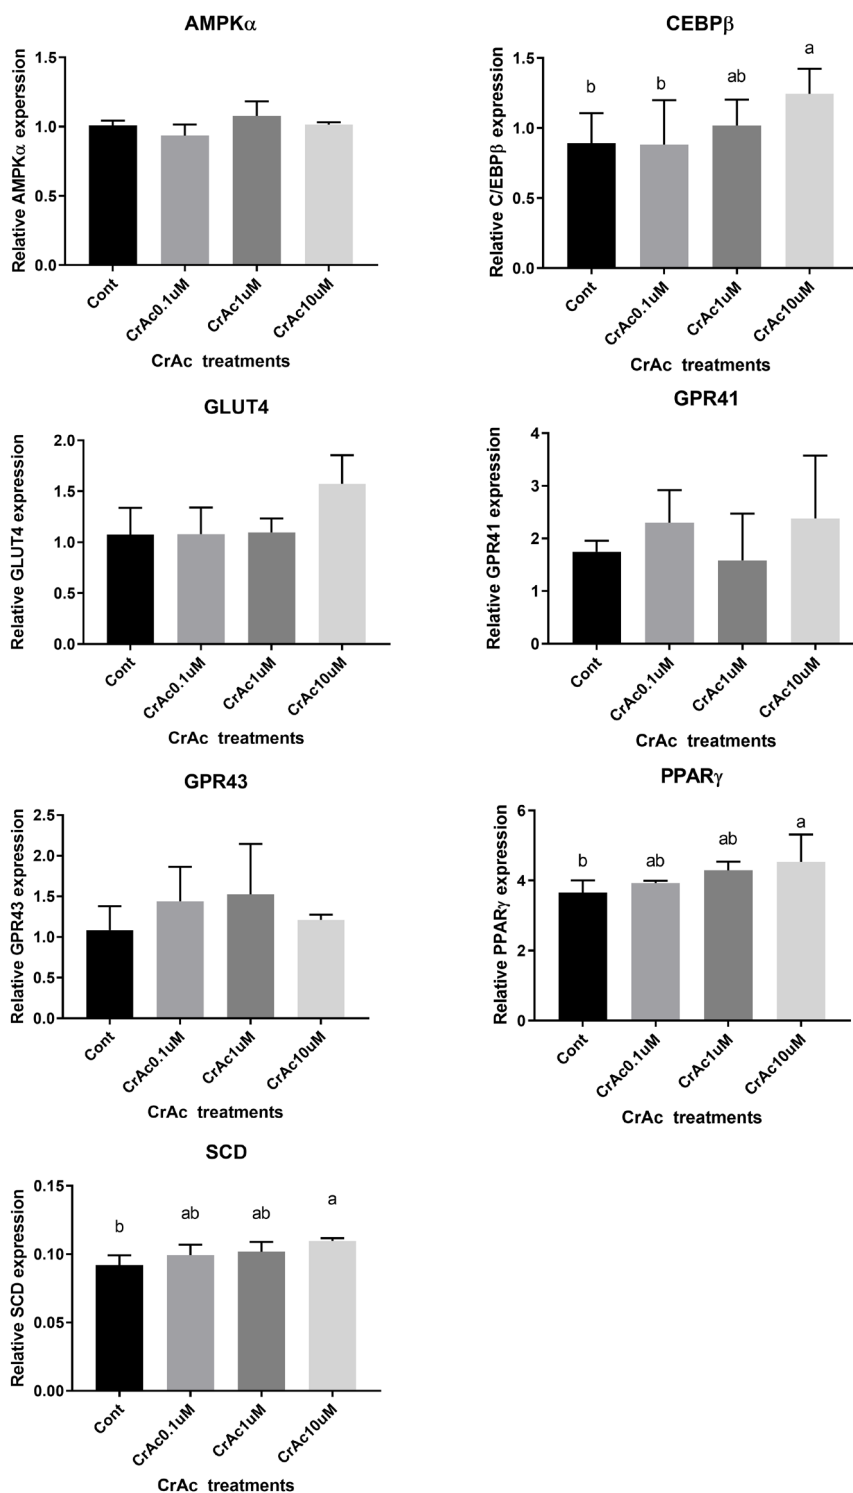 AMPKα
Relative AMPKα experssion
1.5
1.0
0.5
0.0
Cont
CrAc0.1uM
CrAc1uM
CrAc10uM
CrAc treatments
CEBPβ
Relative C/EBPβ expression
1.5
1.0
0.5
0.0
b
b
ab
a
Cont
CrAc0.1uM
CrAc1uM
CrAc10uM
CrAc treatments
GLUT4
Relative GLUT4 expression
2.0
1.5
1.0
0.5
0.0
Cont
CrAc0.1uM
CrAc1uM
CrAc10uM
CrAc treatments
GPR41
Relative GPR41 expression
4
3
2
1
0
Cont
CrAc0.1uM
CrAc1uM
CrAc10uM
CrAc treatments
GPR43
Relative GPR43 expression
2.5
2.0
1.5
1.0
0.5
0.0
Cont
CrAc0.1uM
CrAc1uM
CrAc10uM
CrAc treatments
PPARγ
Relative PPARγ expression
6
4
2
0
b
ab
ab
a
Cont
CrAc0.1uM
CrAc1uM
CrAc10uM
CrAc treatments
SCD
Relative SCD expression
0.15
0.10
0.05
0.00
b
ab
ab
a
Cont
CrAc0.1uM
CrAc1uM
CrAc10uM
CrAc treatments